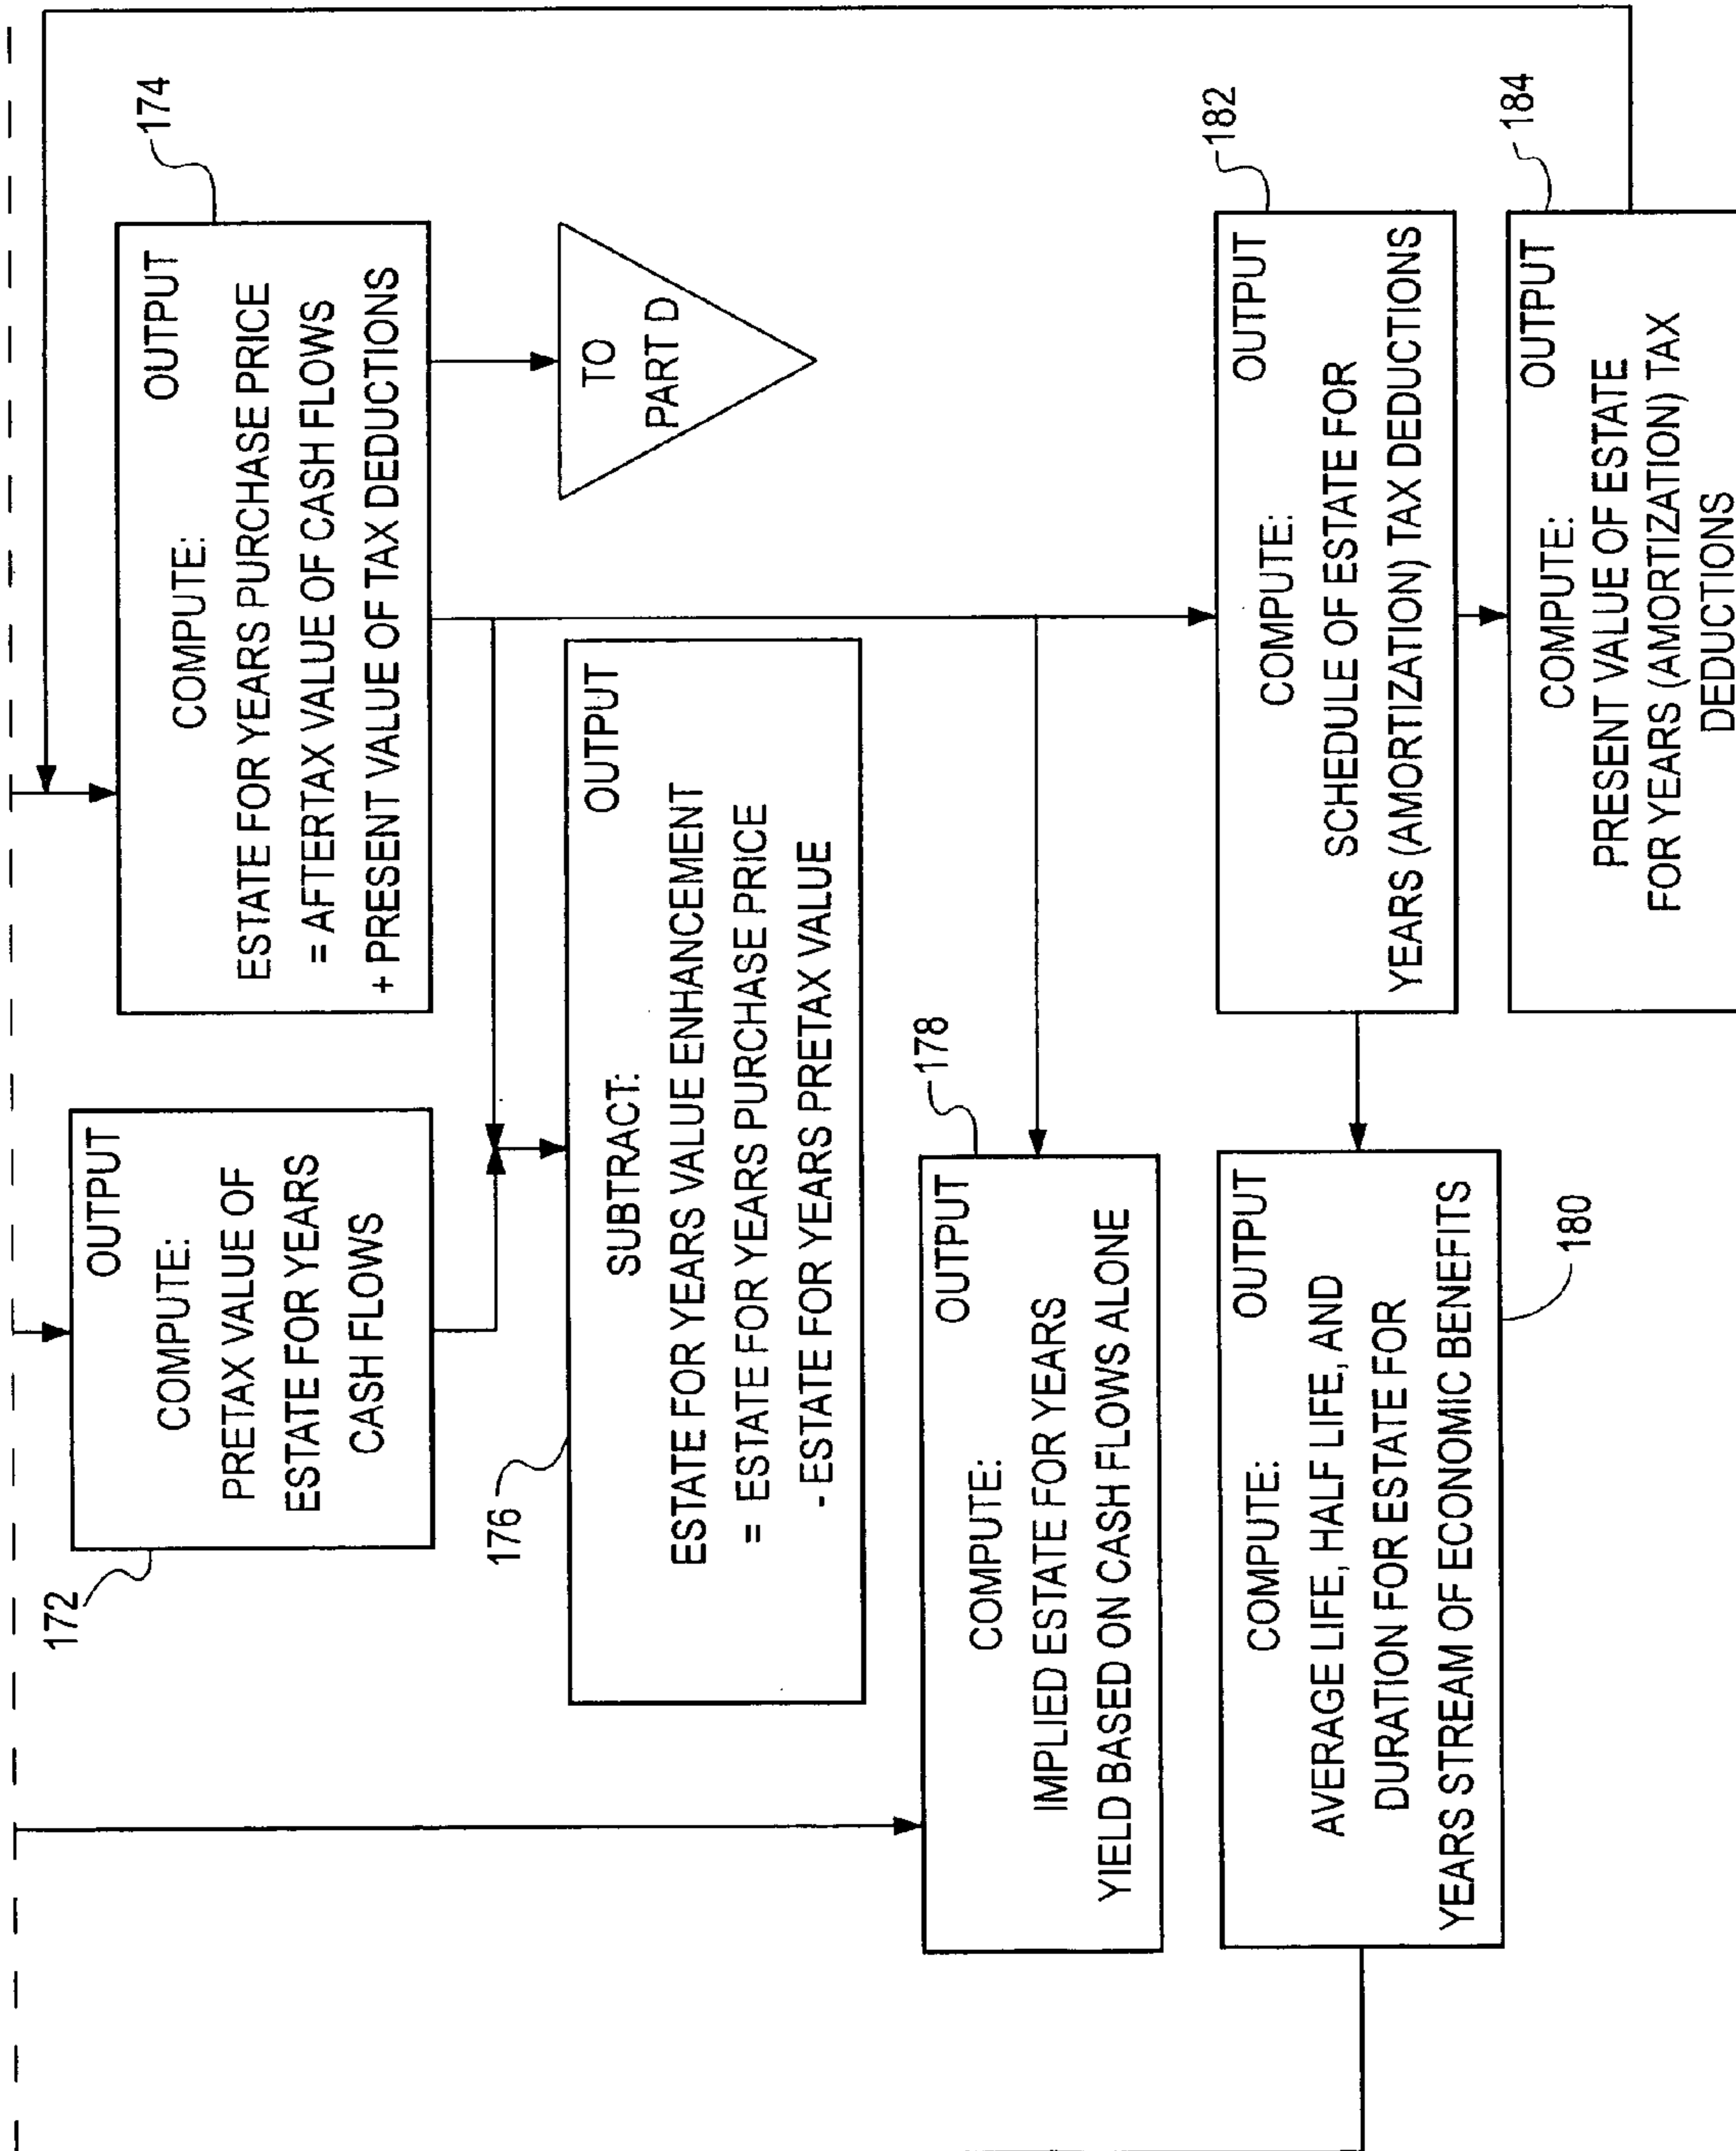 172
OUTPUT
COMPUTE:
PRETAX VALUE OF
ESTATE FOR YEARS
CASH FLOWS
174
OUTPUT
COMPUTE:
ESTATE FOR YEARS PURCHASE PRICE
= AFTERTAX VALUE OF CASH FLOWS
+ PRESENT VALUE OF TAX DEDUCTIONS
TO
PART D
176
OUTPUT
SUBTRACT:
ESTATE FOR YEARS VALUE ENHANCEMENT
= ESTATE FOR YEARS PURCHASE PRICE
- ESTATE FOR YEARS PRETAX VALUE
178
OUTPUT
COMPUTE:
IMPLIED ESTATE FOR YEARS
YIELD BASED ON CASH FLOWS ALONE
OUTPUT
COMPUTE:
AVERAGE LIFE, HALF LIFE, AND
DURATION FOR ESTATE FOR
YEARS STREAM OF ECONOMIC BENEFITS
180
182
OUTPUT
COMPUTE:
SCHEDULE OF ESTATE FOR
YEARS (AMORTIZATION) TAX DEDUCTIONS
184
OUTPUT
COMPUTE:
PRESENT VALUE OF ESTATE
FOR YEARS (AMORTIZATION) TAX
DEDUCTIONS